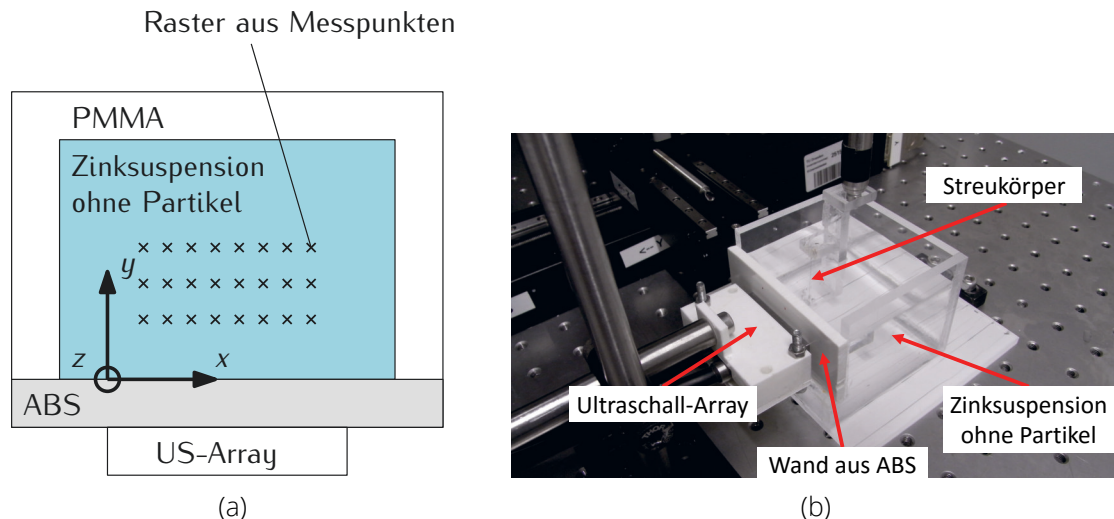 Raster aus Messpunkten
PMMA
Zinksuspension
ohne Partikel
y
z
x
ABS
US-Array
(a)
Streukörper
Ultraschall-Array
Wand aus ABS
Zinksuspension
ohne Partikel
(b)